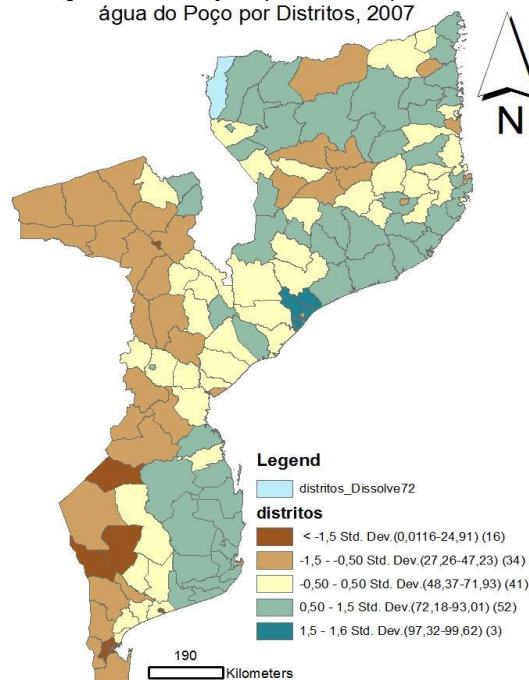 água do Poço por Distritos, 2007
N
Legend
distritos_Dissolve72
distritos
< -1,5 Std. Dev.(0,0116-24,91) (16)
-1,5 - -0,50 Std. Dev.(27,26-47,23) (34)
-0,50 - 0,50 Std. Dev.(48,37-71,93) (41)
0,50 - 1,5 Std. Dev.(72,18-93,01) (52)
1,5 - 1,6 Std. Dev.(97,32-99,62) (3)
190
Kilometers